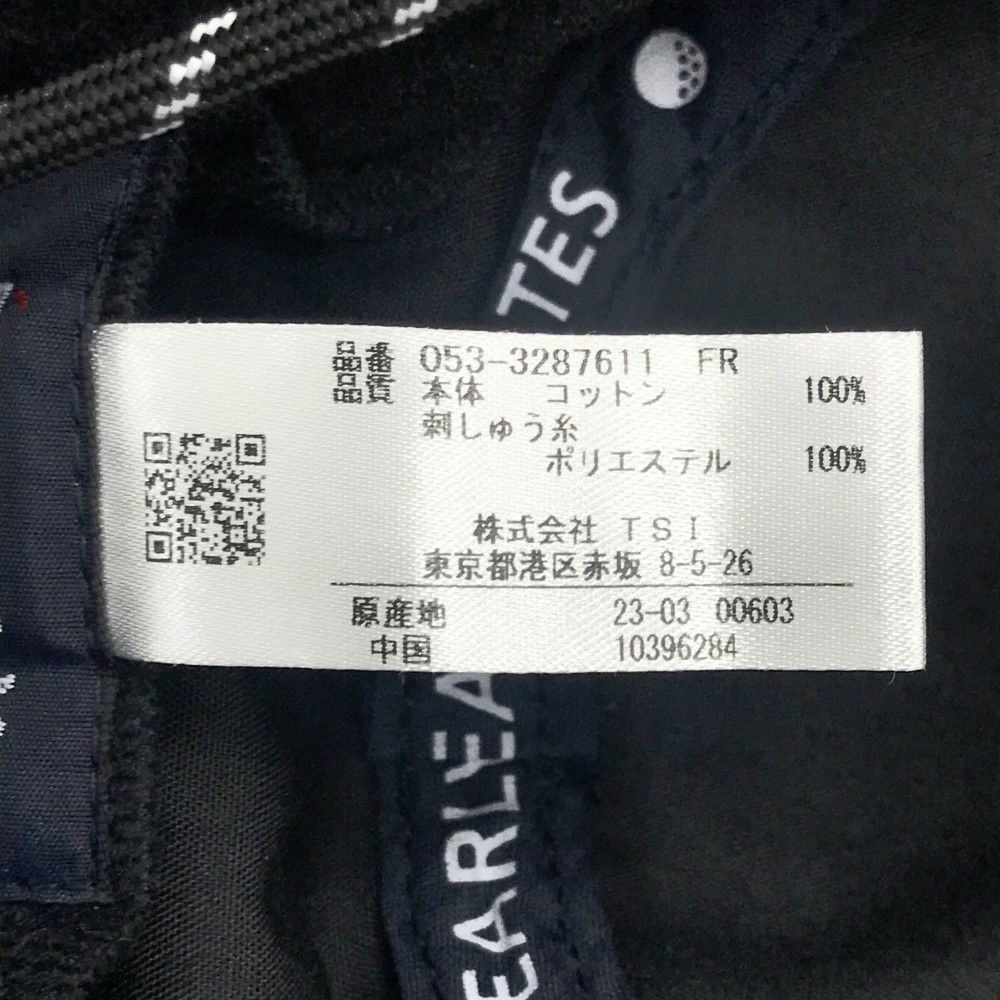 TES
品番 053-3287611 FR
品質 本体 コットン 100%
刺しゅう糸
ポリエステル 100%
株式会社 TSI
東京都港区赤坂 8-5-26
原産地 23-03 00603
中国 10396284
EARLEA